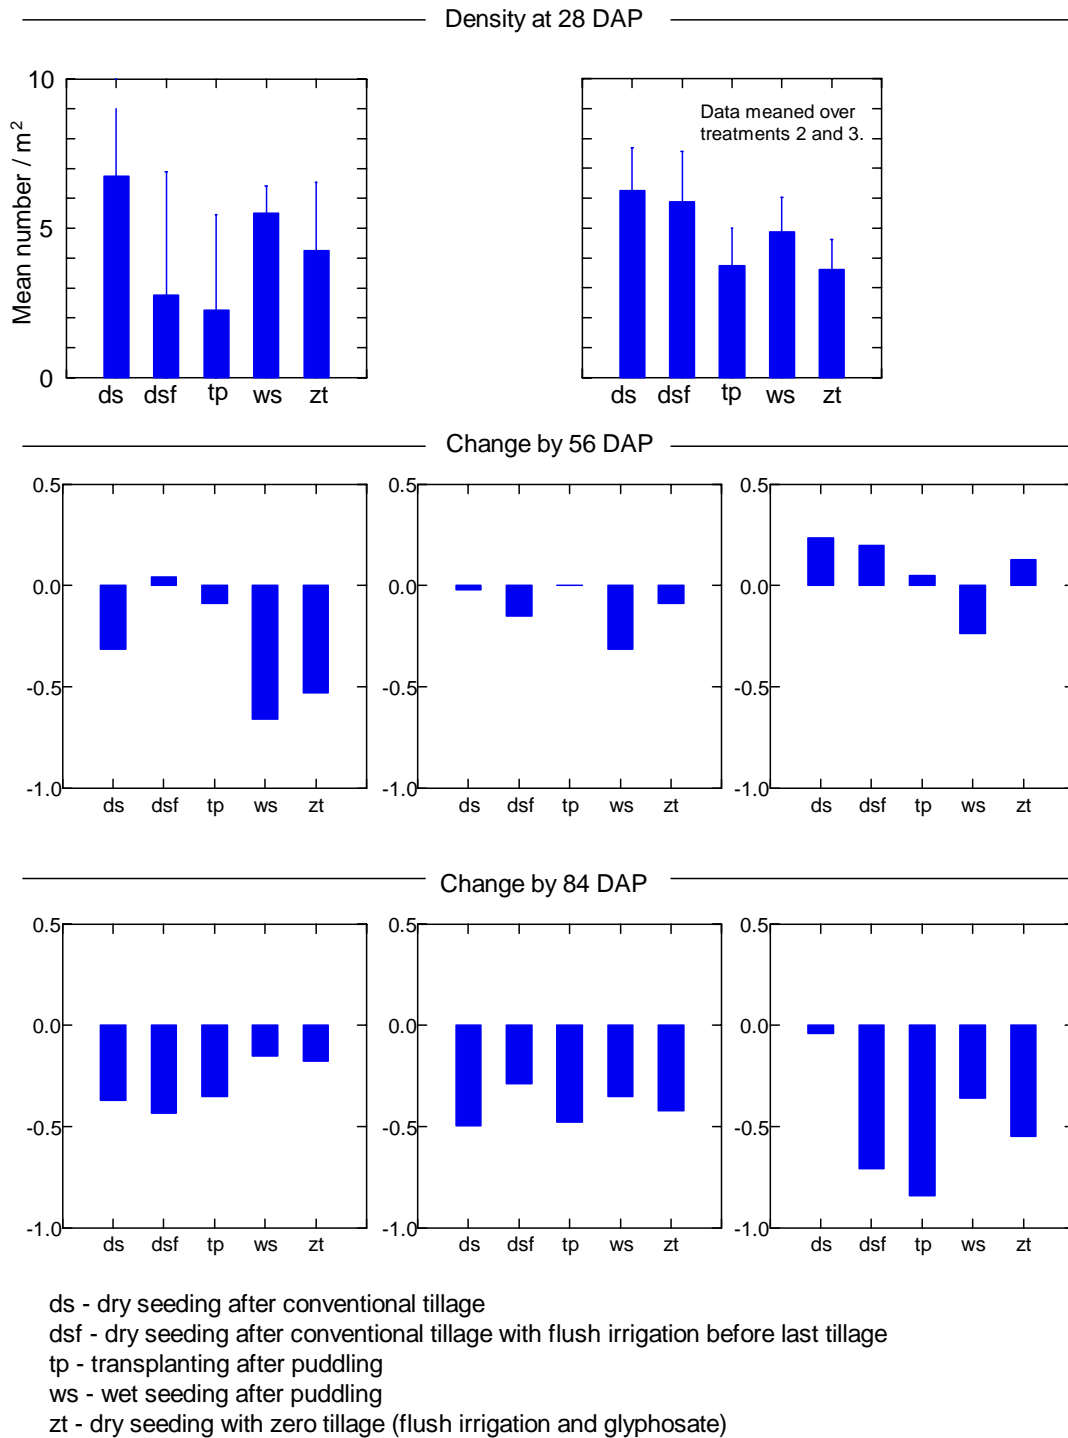 Density at 28 DAP
10
5
0
Mean number / m²
ds dsf tp ws zt
Data meaned over
treatments 2 and 3.
ds dsf tp ws zt
Change by 56 DAP
0.5
0.0
-0.5
-1.0
ds dsf tp ws zt
0.5
0.0
-0.5
-1.0
ds dsf tp ws zt
0.5
0.0
-0.5
-1.0
ds dsf tp ws zt
Change by 84 DAP
0.5
0.0
-0.5
-1.0
ds dsf tp ws zt
0.5
0.0
-0.5
-1.0
ds dsf tp ws zt
0.5
0.0
-0.5
-1.0
ds dsf tp ws zt
ds - dry seeding after conventional tillage
dsf - dry seeding after conventional tillage with flush irrigation before last tillage
tp - transplanting after puddling
ws - wet seeding after puddling
zt - dry seeding with zero tillage (flush irrigation and glyphosate)